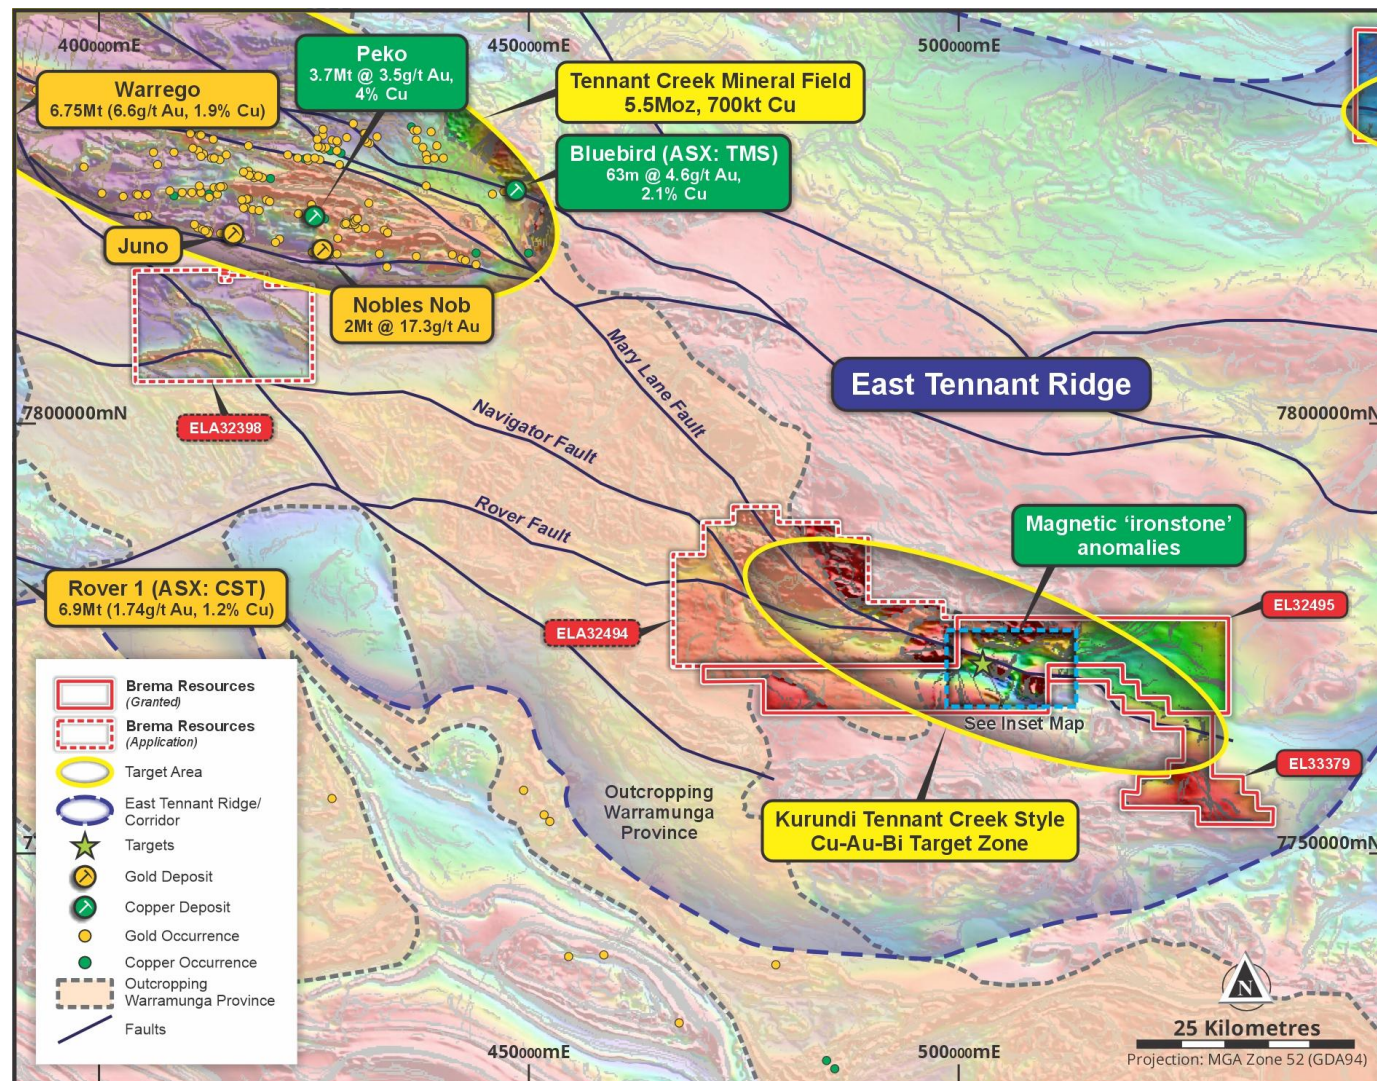 400000mE
450000mE
500000mE
Peko
3.7Mt @ 3.5g/t Au,
4% Cu
Warrego
6.75Mt (6.6g/t Au, 1.9% Cu)
Tennant Creek Mineral Field
5.5Moz, 700kt Cu
Bluebird (ASX: TMS)
63m @ 4.6g/t Au,
2.1% Cu
Juno
Nobles Nob
2Mt @ 17.3g/t Au
Mary Lane Fault
East Tennant Ridge
7800000mN
7800000mN
ELA32398
Navigator Fault
Rover Fault
Magnetic ‘ironstone’
anomalies
Rover 1 (ASX: CST)
6.9Mt (1.74g/t Au, 1.2% Cu)
EL32495
ELA32494
See Inset Map
EL33379
Outcropping
Warramunga
Province
Kurundi Tennant Creek Style
Cu-Au-Bi Target Zone
7750000mN
Brema Resources
(Granted)
Brema Resources
(Application)
Target Area
East Tennant Ridge/
Corridor
Targets
Gold Deposit
Copper Deposit
Gold Occurrence
Copper Occurrence
Outcropping
Warramunga Province
Faults
N
25 Kilometres
Projection: MGA Zone 52 (GDA94)
450000mE
500000mE